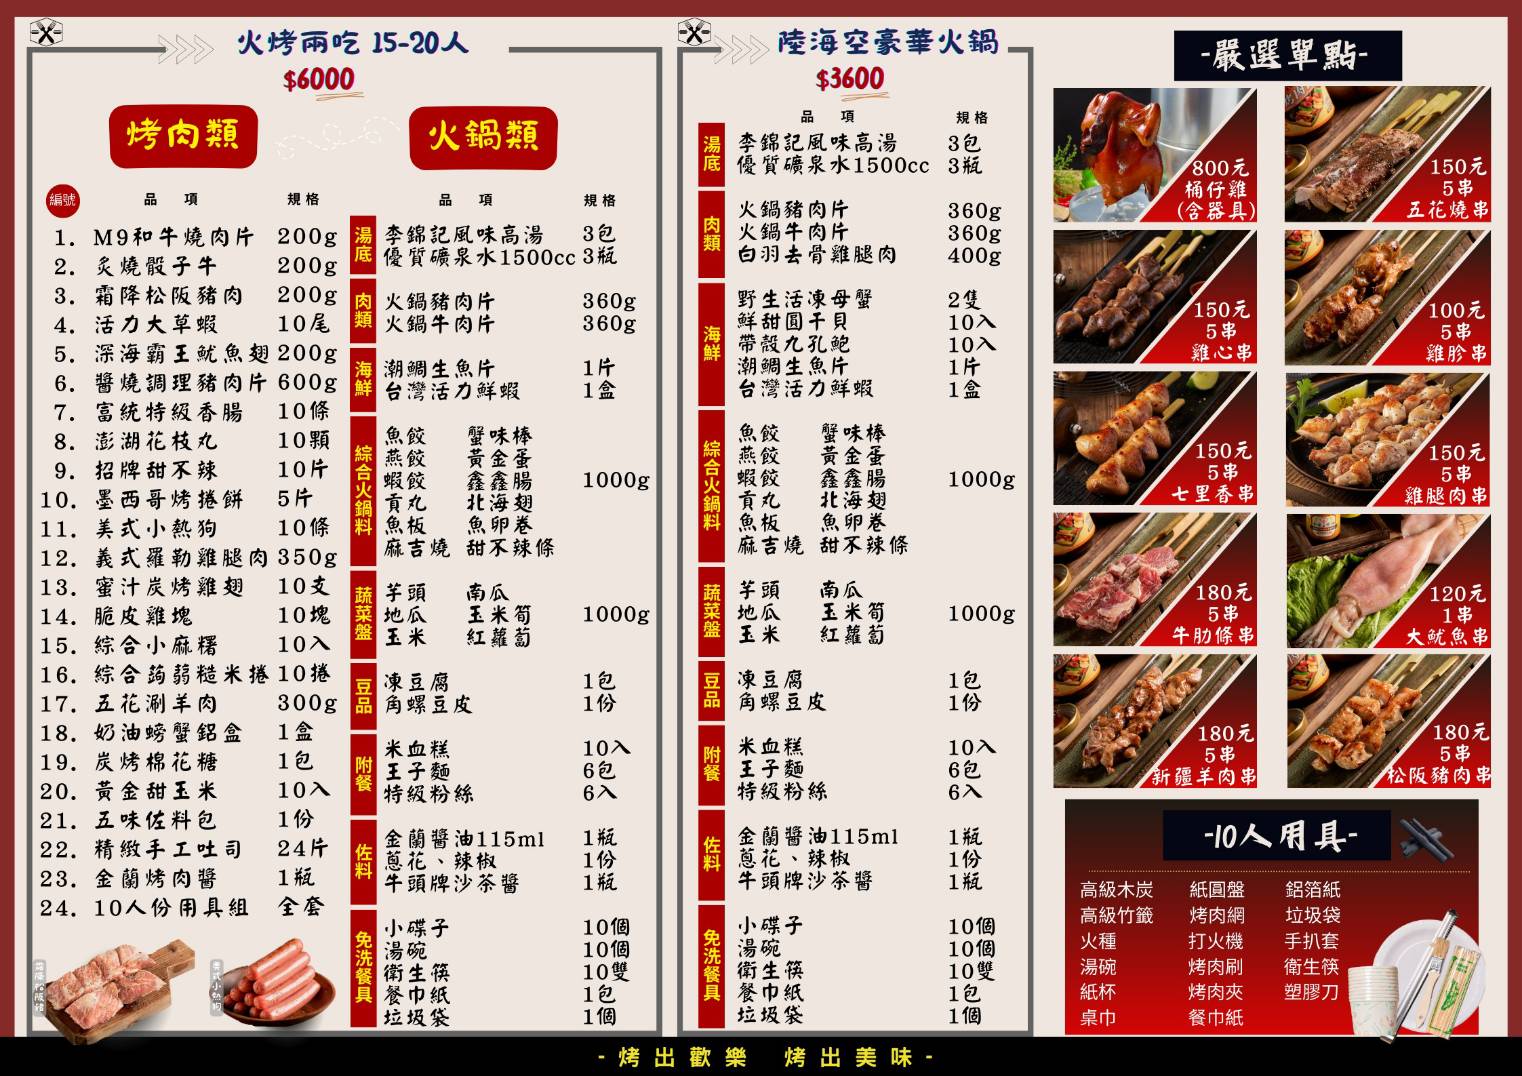 火烤兩吃 15-20人
$6000
烤肉類
火鍋類
編號 品 項 規格
1. M9和牛燒肉片 200g
2. 炙燒骰子牛 200g
3. 霜降松阪豬肉 200g
4. 活力大草蝦 10尾
5. 深海霸王魷魚翅 200g
6. 醬燒調理豬肉片 600g
7. 富統特級香腸 10條
8. 澎湖花枝丸 10顆
9. 招牌甜不辣 10片
10. 墨西哥烤捲餅 5片
11. 美式小熱狗 10條
12. 義式羅勒雞腿肉 350g
13. 蜜汁炭烤雞翅 10支
14. 脆皮雞塊 10塊
15. 綜合小麻糬 10入
16. 綜合蒟蒻糙米捲 10捲
17. 五花涮羊肉 300g
18. 奶油螃蟹鋁盒 1盒
19. 炭烤棉花糖 1包
20. 黃金甜玉米 10入
21. 五味佐料包 1份
22. 精緻手工吐司 24片
23. 金蘭烤肉醬 1瓶
24. 10人份用具組 全套
霜降松阪豬
美式小熱狗
品 項 規格
湯底
李錦記風味高湯 3包
優質礦泉水1500cc 3瓶
肉類
火鍋豬肉片 360g
火鍋牛肉片 360g
海鮮
潮鯛生魚片 1片
台灣活力鮮蝦 1盒
綜合火鍋料
魚餃 蟹味棒
燕餃 黃金蛋
蝦餃 鑫鑫腸 1000g
貢丸 北海翅
魚板 魚卵卷
麻吉燒 甜不辣條
蔬菜盤
芋頭 南瓜
地瓜 玉米筍 1000g
玉米 紅蘿蔔
豆品
凍豆腐 1包
角螺豆皮 1份
附餐
米血糕 10入
王子麵 6包
特級粉絲 6入
佐料
金蘭醬油115ml 1瓶
蔥花、辣椒 1份
牛頭牌沙茶醬 1瓶
免洗餐具
小碟子 10個
湯碗 10個
衛生筷 10雙
餐巾紙 1包
垃圾袋 1個
陸海空豪華火鍋
$3600
品 項 規格
湯底
李錦記風味高湯 3包
優質礦泉水1500cc 3瓶
肉類
火鍋豬肉片 360g
火鍋牛肉片 360g
白羽去骨雞腿肉 400g
海鮮
野生活凍母蟹 2隻
鮮甜圓干貝 10入
帶殼九孔鮑 10入
潮鯛生魚片 1片
台灣活力鮮蝦 1盒
綜合火鍋料
魚餃 蟹味棒
燕餃 黃金蛋
蝦餃 鑫鑫腸 1000g
貢丸 北海翅
魚板 魚卵卷
麻吉燒 甜不辣條
蔬菜盤
芋頭 南瓜
地瓜 玉米筍 1000g
玉米 紅蘿蔔
豆品
凍豆腐 1包
角螺豆皮 1份
附餐
米血糕 10入
王子麵 6包
特級粉絲 6入
佐料
金蘭醬油115ml 1瓶
蔥花、辣椒 1份
牛頭牌沙茶醬 1瓶
免洗餐具
小碟子 10個
湯碗 10個
衛生筷 10雙
餐巾紙 1包
垃圾袋 1個
-嚴選單點-
800元
桶仔雞
(含器具)
150元
5串
五花燒串
150元
5串
雞心串
100元
5串
雞胗串
150元
5串
七里香串
150元
5串
雞腿肉串
180元
5串
牛肋條串
120元
1串
大魷魚串
180元
5串
新疆羊肉串
180元
5串
松阪豬肉串
-10人用具-
高級木炭 紙圓盤 鋁箔紙
高級竹籤 烤肉網 垃圾袋
火種 打火機 手扒套
湯碗 烤肉刷 衛生筷
紙杯 烤肉夾 塑膠刀
桌巾 餐巾紙
-烤出歡樂 烤出美味-